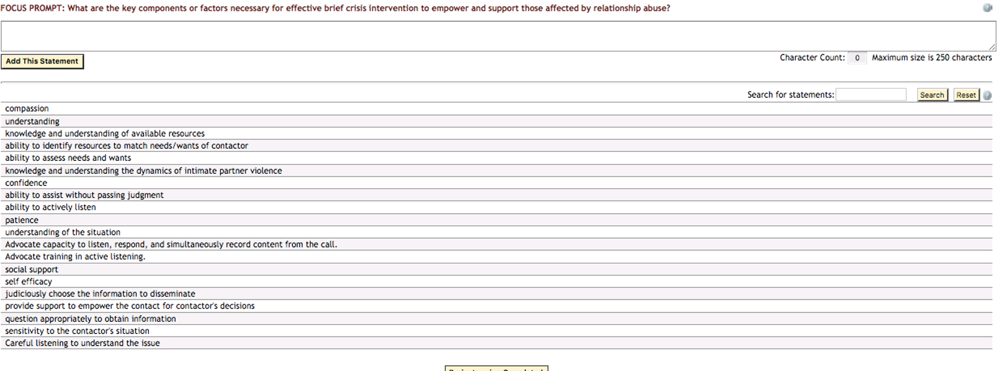 FOCUS PROMPT: What are the key components or factors necessary for effective brief crisis intervention to empower and support those affected by relationship abuse?
Add This Statement
Character Count: 0 Maximum size is 250 characters
Search for statements: Search Reset
compassion
understanding
knowledge and understanding of available resources
ability to identify resources to match needs/wants of contactor
ability to assess needs and wants
knowledge and understanding the dynamics of intimate partner violence
confidence
ability to assist without passing judgment
ability to actively listen
patience
understanding of the situation
Advocate capacity to listen, respond, and simultaneously record content from the call.
Advocate training in active listening.
social support
self efficacy
judiciously choose the information to disseminate
provide support to empower the contact for contactor's decisions
question appropriately to obtain information
sensitivity to the contactor's situation
Careful listening to understand the issue